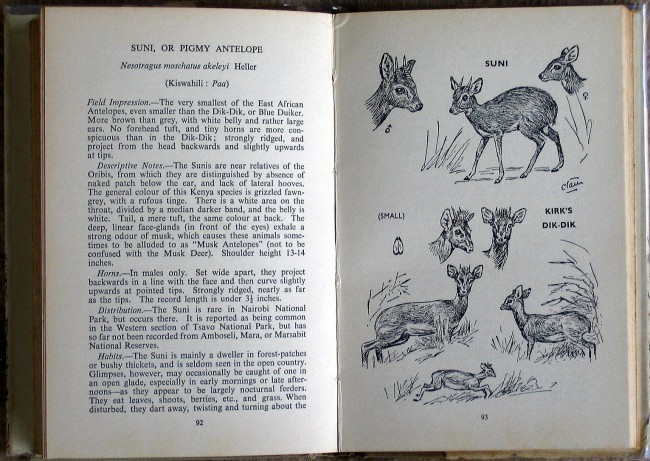 SUNI, OR PIGMY ANTELOPE
Nesotragus moschatus akeleyi Heller
(Kiswahili : Paa)
Field Impression.—The very smallest of the East African
Antelopes, even smaller than the Dik-Dik, or Blue Duiker.
More brown than grey, with white belly and rather large
ears. No forehead tuft, and tiny horns are more con-
spicuous than in the Dik-Dik; strongly ridged, and
project from the head backwards and slightly upwards
at tips.
Descriptive Notes.—The Sunis are near relatives of the
Oribis, from which they are distinguished by absence of
naked patch below the ear, and lack of lateral hooves.
The general colour of this Kenya species is grizzled fawn-
grey, with a rufous tinge. There is a white area on the
throat, divided by a median darker band, and the belly is
white. Tail, a mere tuft, the same colour at back. The
deep, linear face-glands (in front of the eyes) exhale a
strong odour of musk, which causes these animals some-
times to be alluded to as "Musk Antelopes" (not to be
confused with the Musk Deer). Shoulder height 13-14
inches.
Horns.—In males only. Set wide apart, they project
backwards in a line with the face and then curve slightly
upwards at pointed tips. Strongly ridged, nearly as far
as the tips. The record length is under 3½ inches.
Distribution.—The Suni is rare in Nairobi National
Park, but occurs there. It is reported as being common
in the Western section of Tsavo National Park, but has
so far not been recorded from Amboseli, Mara, or Marsabit
National Reserves.
Habits.—The Suni is mainly a dweller in forest-patches
or bushy thickets, and is seldom seen in the open country.
Glimpses, however, may occasionally be caught of one in
an open glade, especially in early mornings or late after-
noons—as they appear to be largely nocturnal feeders.
They eat leaves, shoots, berries, etc., and grass. When
disturbed, they dart away, twisting and turning about the
92
SUNI
♂
♀
(SMALL)
KIRK'S
DIK-DIK
93